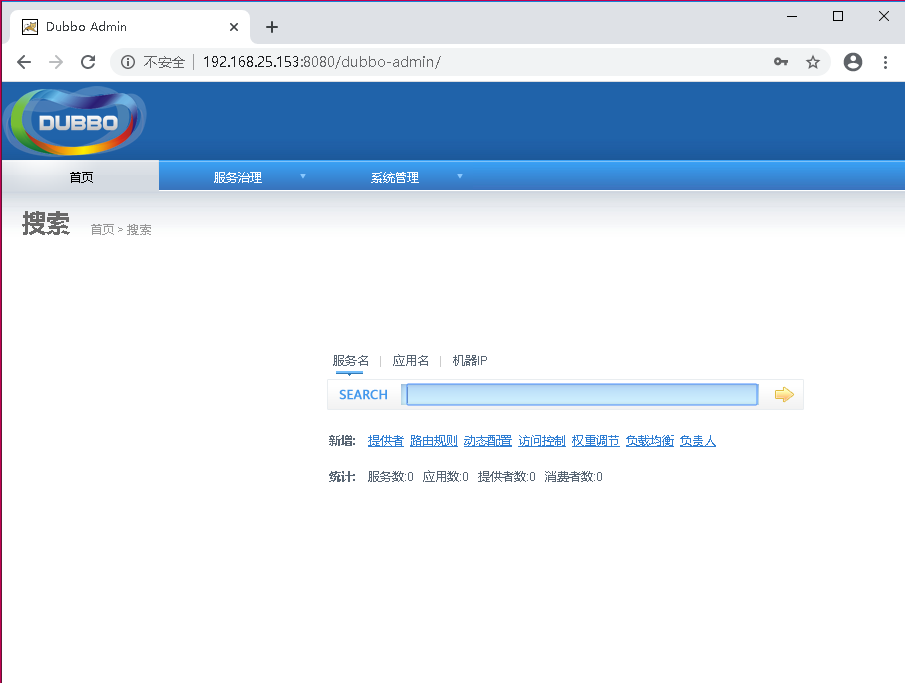 Dubbo Admin
不安全 192.168.25.153:8080/dubbo-admin/
DUBBO
首页 服务治理 系统管理
搜索 首页 > 搜索
服务名 | 应用名 | 机器IP
SEARCH
新增: 提供者 路由规则 动态配置 访问控制 权重调节 负载均衡 负责人
统计: 服务数:0 应用数:0 提供者数:0 消费者数:0